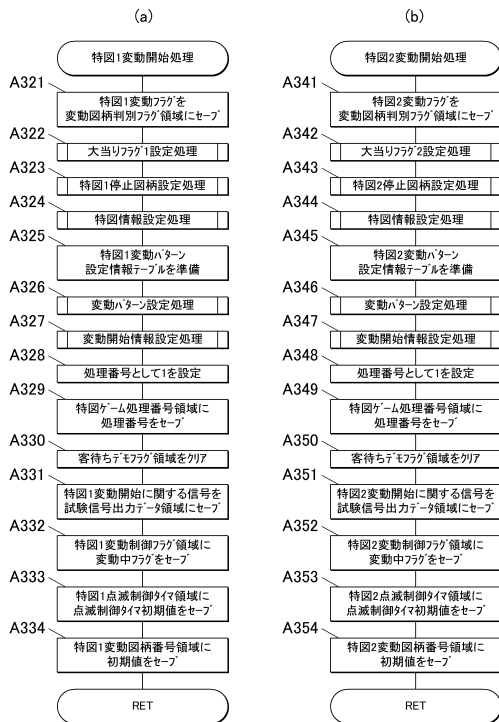 (a)
特図1変動開始処理
A321
特図1変動フラグを
変動図柄判別フラグ領域にセーブ
A322
大当りフラグ1設定処理
A323
特図1停止図柄設定処理
A324
特図情報設定処理
A325
特図1変動パターン
設定情報テーブルを準備
A326
変動パターン設定処理
A327
変動開始情報設定処理
A328
処理番号として1を設定
A329
特図ゲーム処理番号領域に
処理番号をセーブ
A330
客待ちデモフラグ領域をクリア
A331
特図1変動開始に関する信号を
試験信号出力データ領域にセーブ
A332
特図1変動制御フラグ領域に
変動中フラグをセーブ
A333
特図1点滅制御タイマ領域に
点滅制御タイマ初期値をセーブ
A334
特図1変動図柄番号領域に
初期値をセーブ
RET
(b)
特図2変動開始処理
A341
特図2変動フラグを
変動図柄判別フラグ領域にセーブ
A342
大当りフラグ2設定処理
A343
特図2停止図柄設定処理
A344
特図情報設定処理
A345
特図2変動パターン
設定情報テーブルを準備
A346
変動パターン設定処理
A347
変動開始情報設定処理
A348
処理番号として1を設定
A349
特図ゲーム処理番号領域に
処理番号をセーブ
A350
客待ちデモフラグ領域をクリア
A351
特図2変動開始に関する信号を
試験信号出力データ領域にセーブ
A352
特図2変動制御フラグ領域に
変動中フラグをセーブ
A353
特図2点滅制御タイマ領域に
点滅制御タイマ初期値をセーブ
A354
特図2変動図柄番号領域に
初期値をセーブ
RET